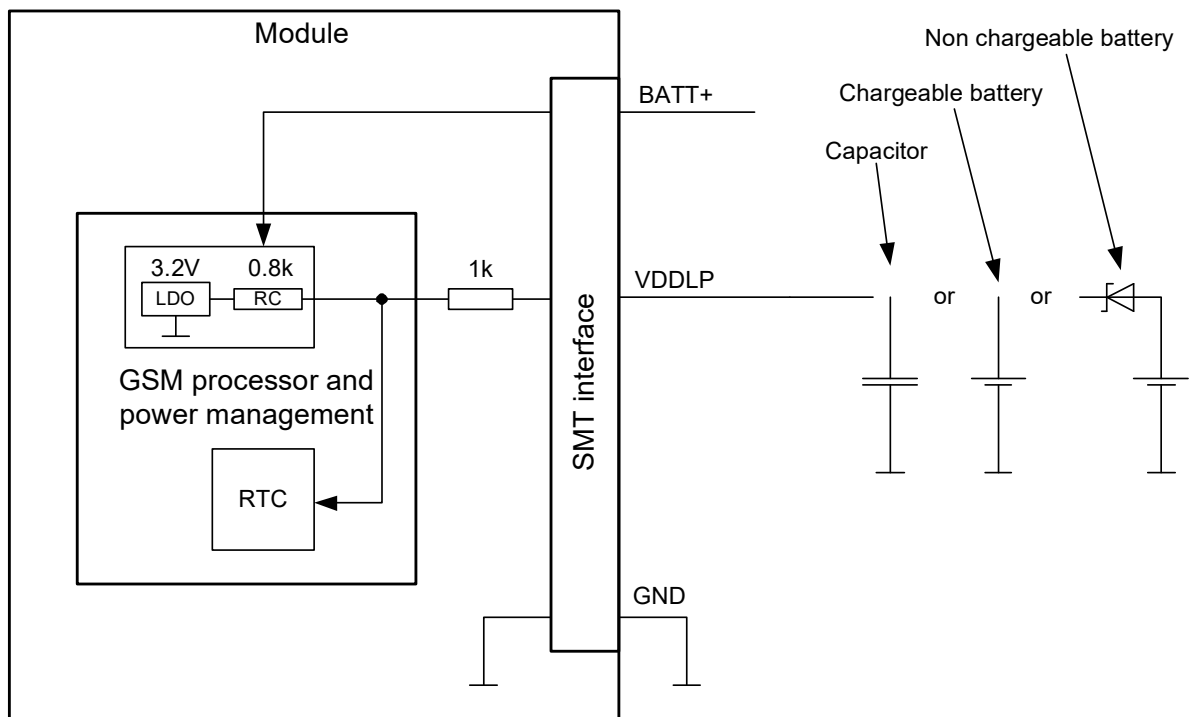 Module
Non chargeable battery
BATT+
Chargeable battery
Capacitor
3.2V 0.8k
1k
VDDLP
LDO RC
or or
GSM processor and
power management
SMT interface
RTC
GND